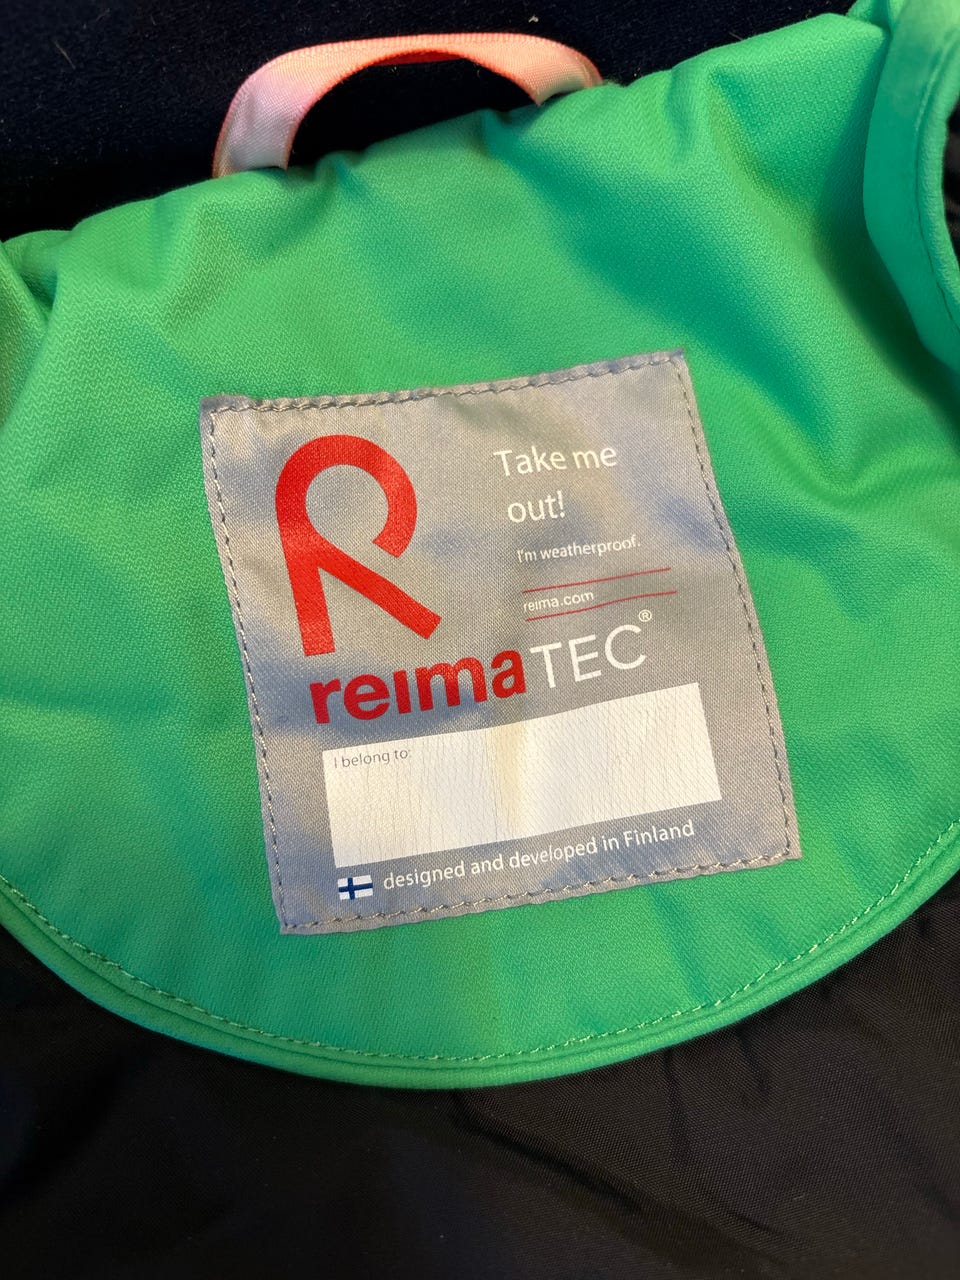 Take me
out!
I'm weatherproof.
reima.com
reimaTEC®
I belong to:
designed and developed in Finland